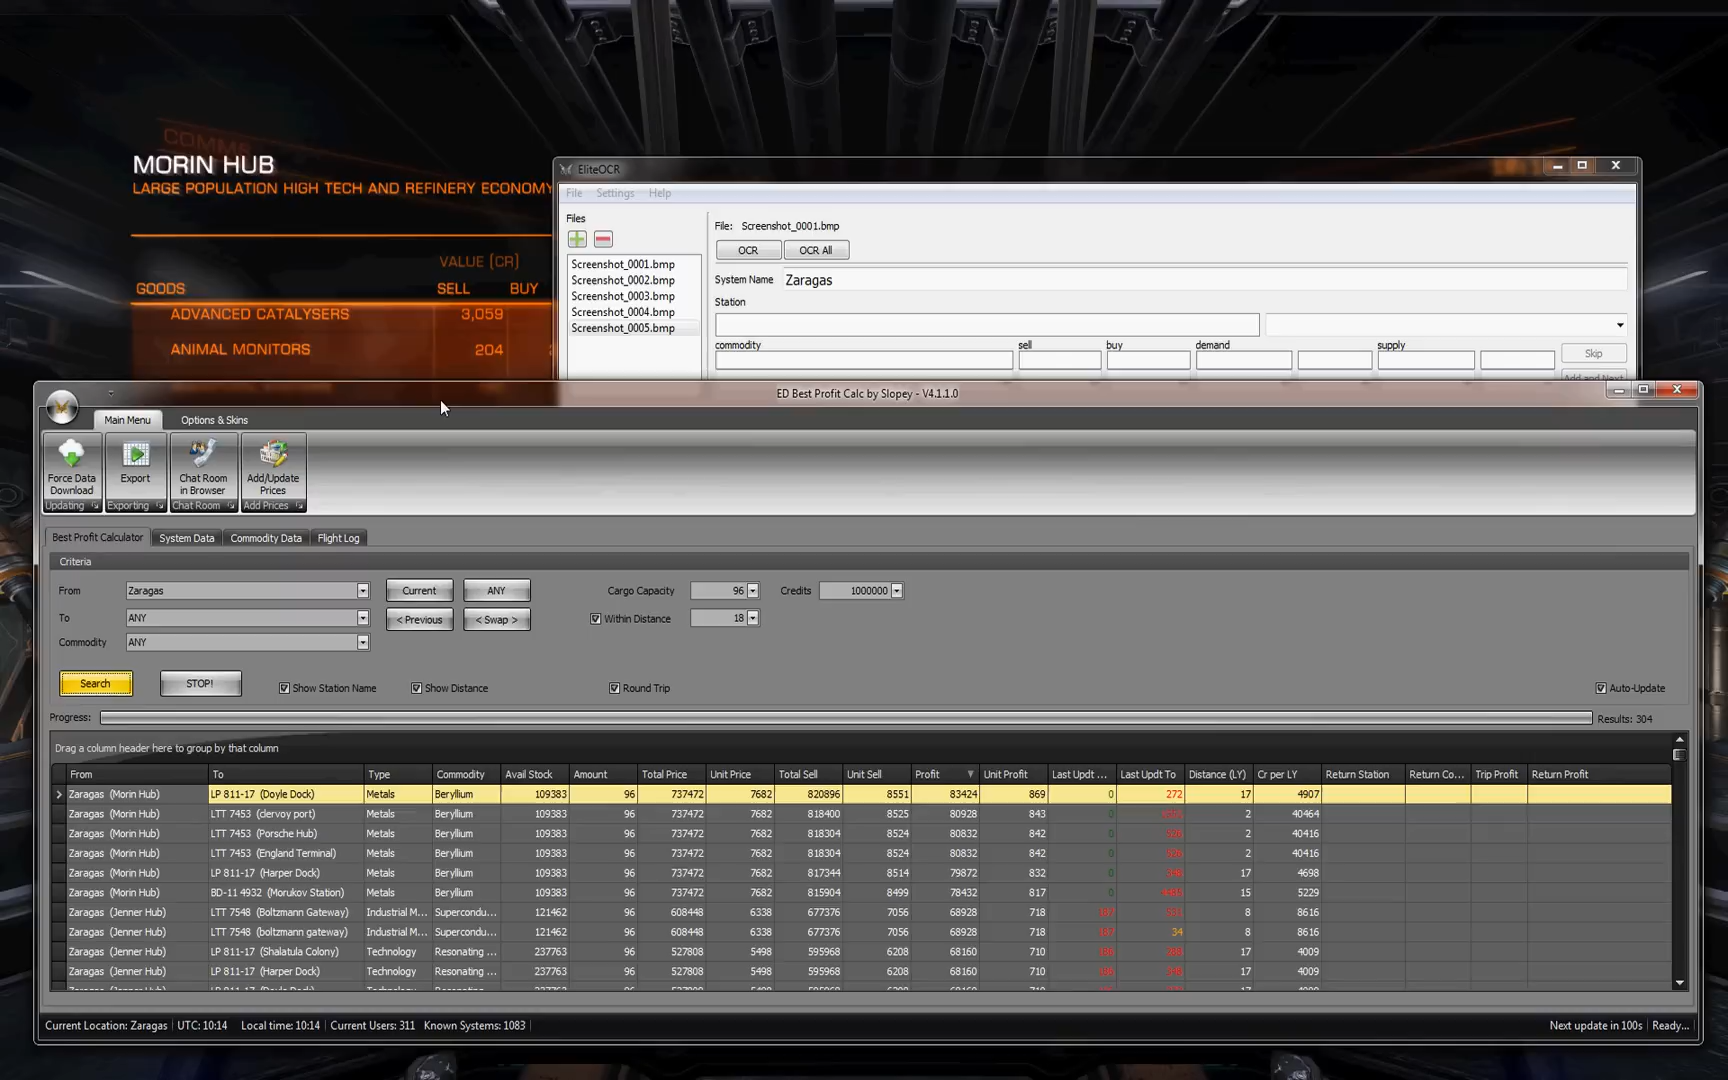 COMMS
MORIN HUB
LARGE POPULATION HIGH TECH AND REFINERY ECONOMY
VALUE (CR)
GOODS SELL BUY
ADVANCED CATALYSERS 3,059
ANIMAL MONITORS 204
EliteOCR
File Settings Help
Files
File: Screenshot_0001.bmp
OCR OCR All
Screenshot_0001.bmp
Screenshot_0002.bmp
Screenshot_0003.bmp
Screenshot_0004.bmp
Screenshot_0005.bmp
System Name Zaragas
Station
commodity sell buy demand supply
Skip
Add and Next
ED Best Profit Calc by Slopey - V4.1.1.0
Main Menu Options & Skins
Force Data Download Export Chat Room in Browser Add/Update Prices
Updating Exporting Chat Room Add Prices
Best Profit Calculator System Data Commodity Data Flight Log
Criteria
From Zaragas Current ANY Cargo Capacity 96 Credits 1000000
To ANY < Previous < Swap > Within Distance 18
Commodity ANY
Search STOP! Show Station Name Show Distance Round Trip Auto-Update
Progress: Results: 304
Drag a column header here to group by that column
From To Type Commodity Avail Stock Amount Total Price Unit Price Total Sell Unit Sell Profit Unit Profit Last Updt ... Last Updt To Distance (LY) Cr per LY Return Station Return Co... Trip Profit Return Profit
Zaragas (Morin Hub) LP 811-17 (Doyle Dock) Metals Beryllium 109383 96 737472 7682 820896 8551 83424 869 0 272 17 4907
Zaragas (Morin Hub) LTT 7453 (clervoy port) Metals Beryllium 109383 96 737472 7682 818400 8525 80928 843 0 2 40464
Zaragas (Morin Hub) LTT 7453 (Porsche Hub) Metals Beryllium 109383 96 737472 7682 818304 8524 80832 842 0 2 40416
Zaragas (Morin Hub) LTT 7453 (England Terminal) Metals Beryllium 109383 96 737472 7682 818304 8524 80832 842 0 2 40416
Zaragas (Morin Hub) LP 811-17 (Harper Dock) Metals Beryllium 109383 96 737472 7682 817344 8514 79872 832 0 17 4698
Zaragas (Morin Hub) BD-11 4932 (Morukov Station) Metals Beryllium 109383 96 737472 7682 815904 8499 78432 817 0 15 5229
Zaragas (Jenner Hub) LTT 7548 (Boltzmann Gateway) Industrial M... Supercondu... 121462 96 608448 6338 677376 7056 68928 718 8 8616
Zaragas (Jenner Hub) LTT 7548 (boltzmann gateway) Industrial M... Supercondu... 121462 96 608448 6338 677376 7056 68928 718 34 8 8616
Zaragas (Jenner Hub) LP 811-17 (Shalatula Colony) Technology Resonating ... 237763 96 527808 5498 595968 6208 68160 710 17 4009
Zaragas (Jenner Hub) LP 811-17 (Harper Dock) Technology Resonating ... 237763 96 527808 5498 595968 6208 68160 710 17 4009
Current Location: Zaragas UTC: 10:14 Local time: 10:14 Current Users: 311 Known Systems: 1083 Next update in 100s Ready...